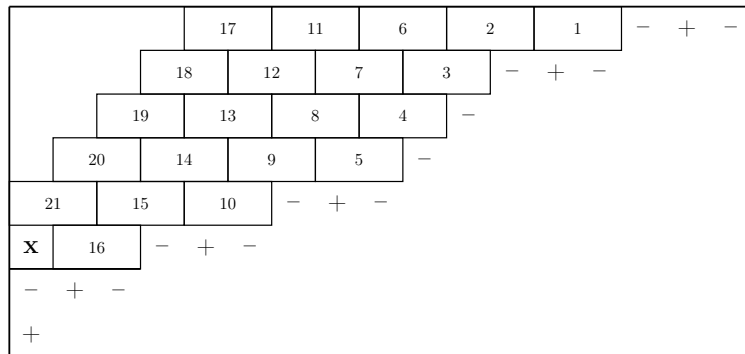 17 11 6 2 1 − + −
18 12 7 3 − + −
19 13 8 4 −
20 14 9 5 −
21 15 10 − + −
X 16 − + −
− + −
+